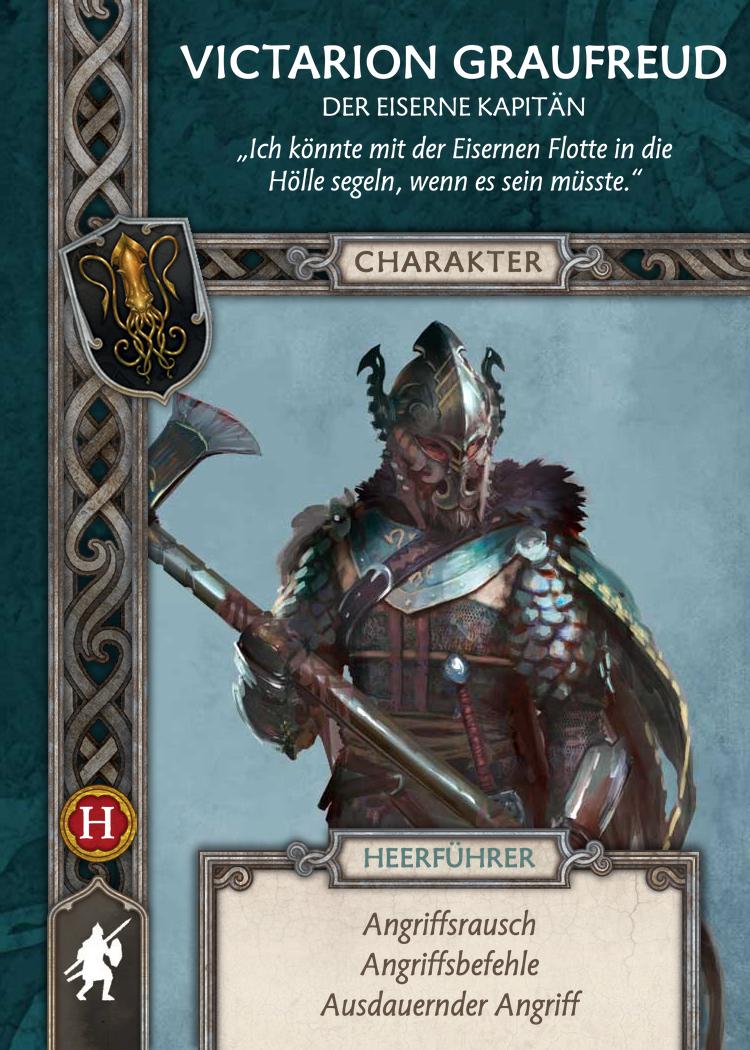 VICTARION GRAUFREUD
DER EISERNE KAPITÄN
„Ich könnte mit der Eisernen Flotte in die
Hölle segeln, wenn es sein müsste.“
CHARAKTER
H
HEERFÜHRER
Angriffsrausch
Angriffsbefehle
Ausdauernder Angriff